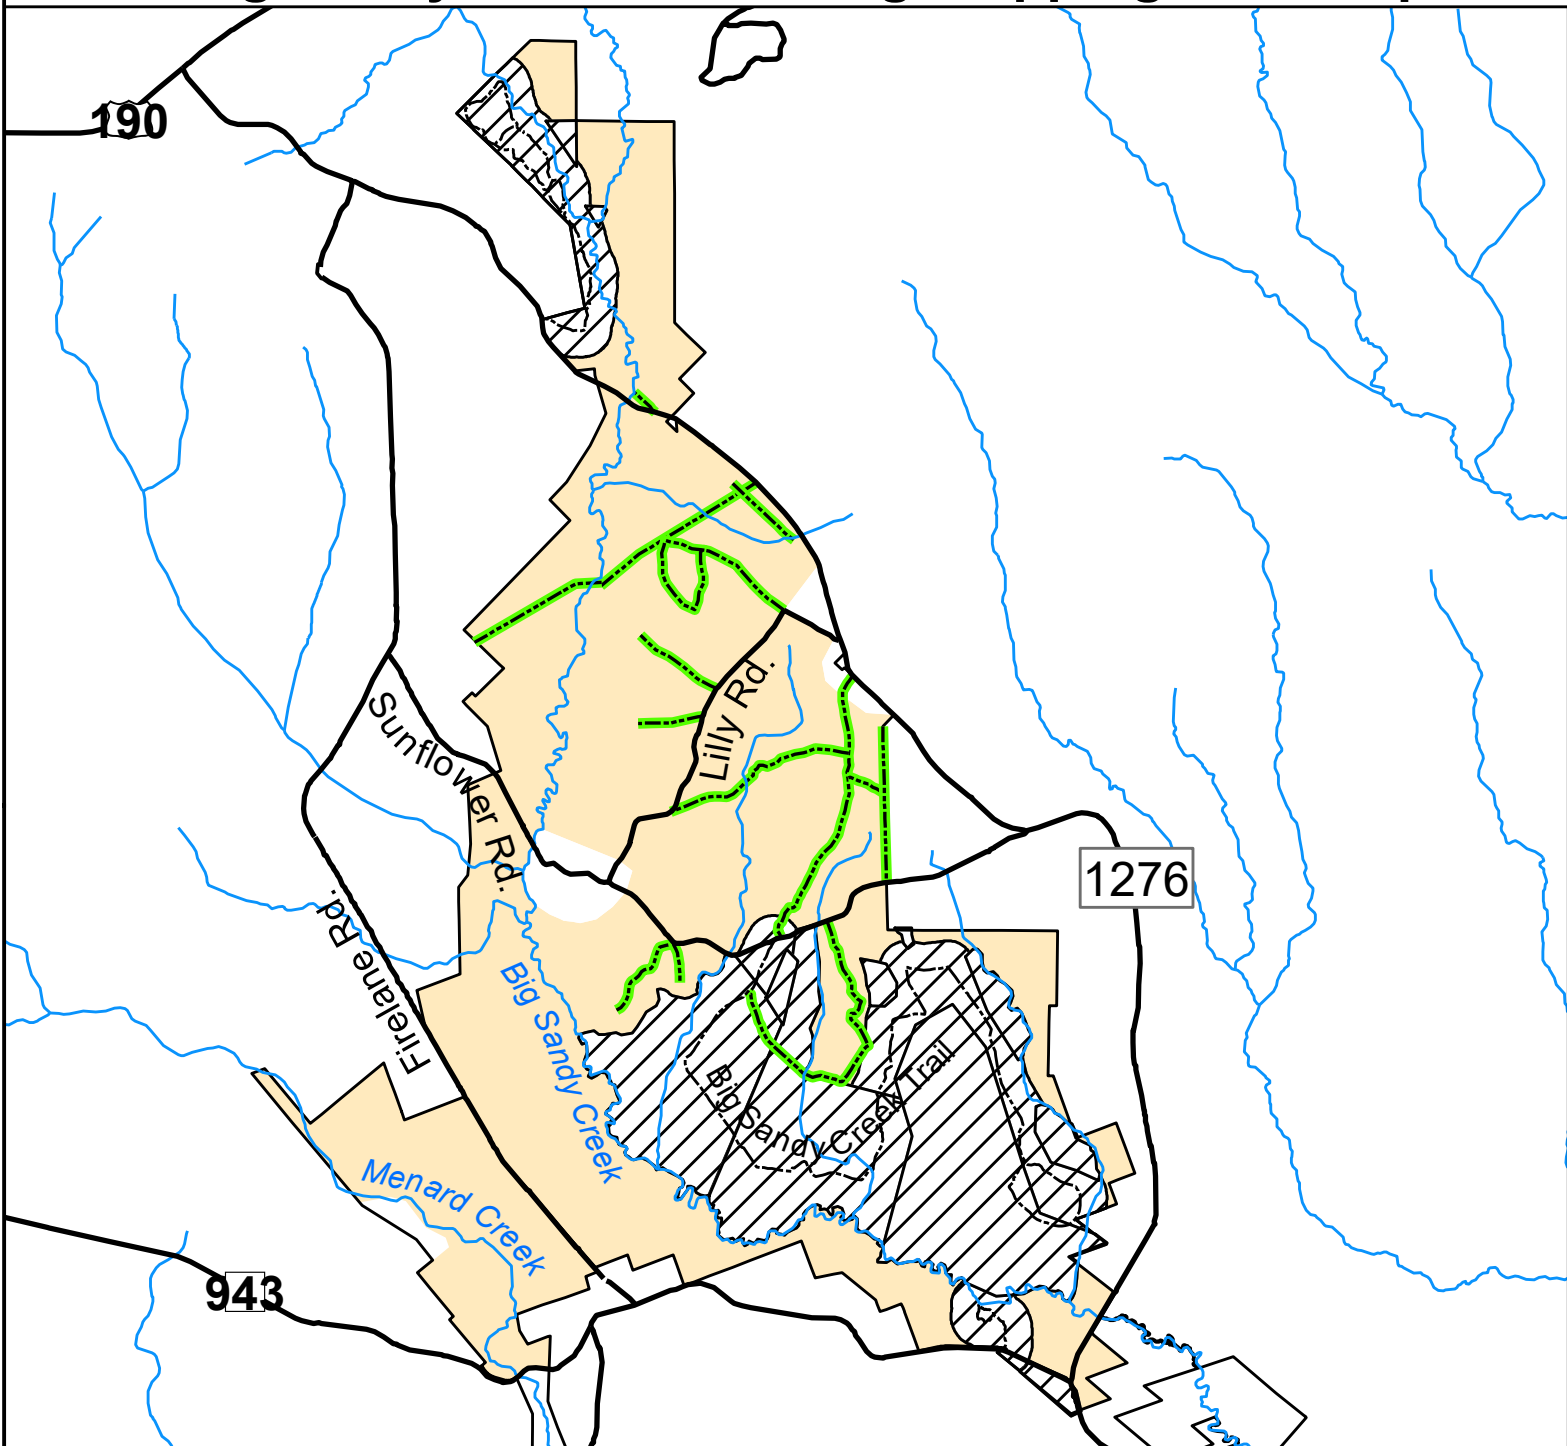 190
Sunflower Rd.
Lilly Rd.
1276
Firelane Rd.
Big Sandy Creek
Big Sandy Creek Trail
Menard Creek
943